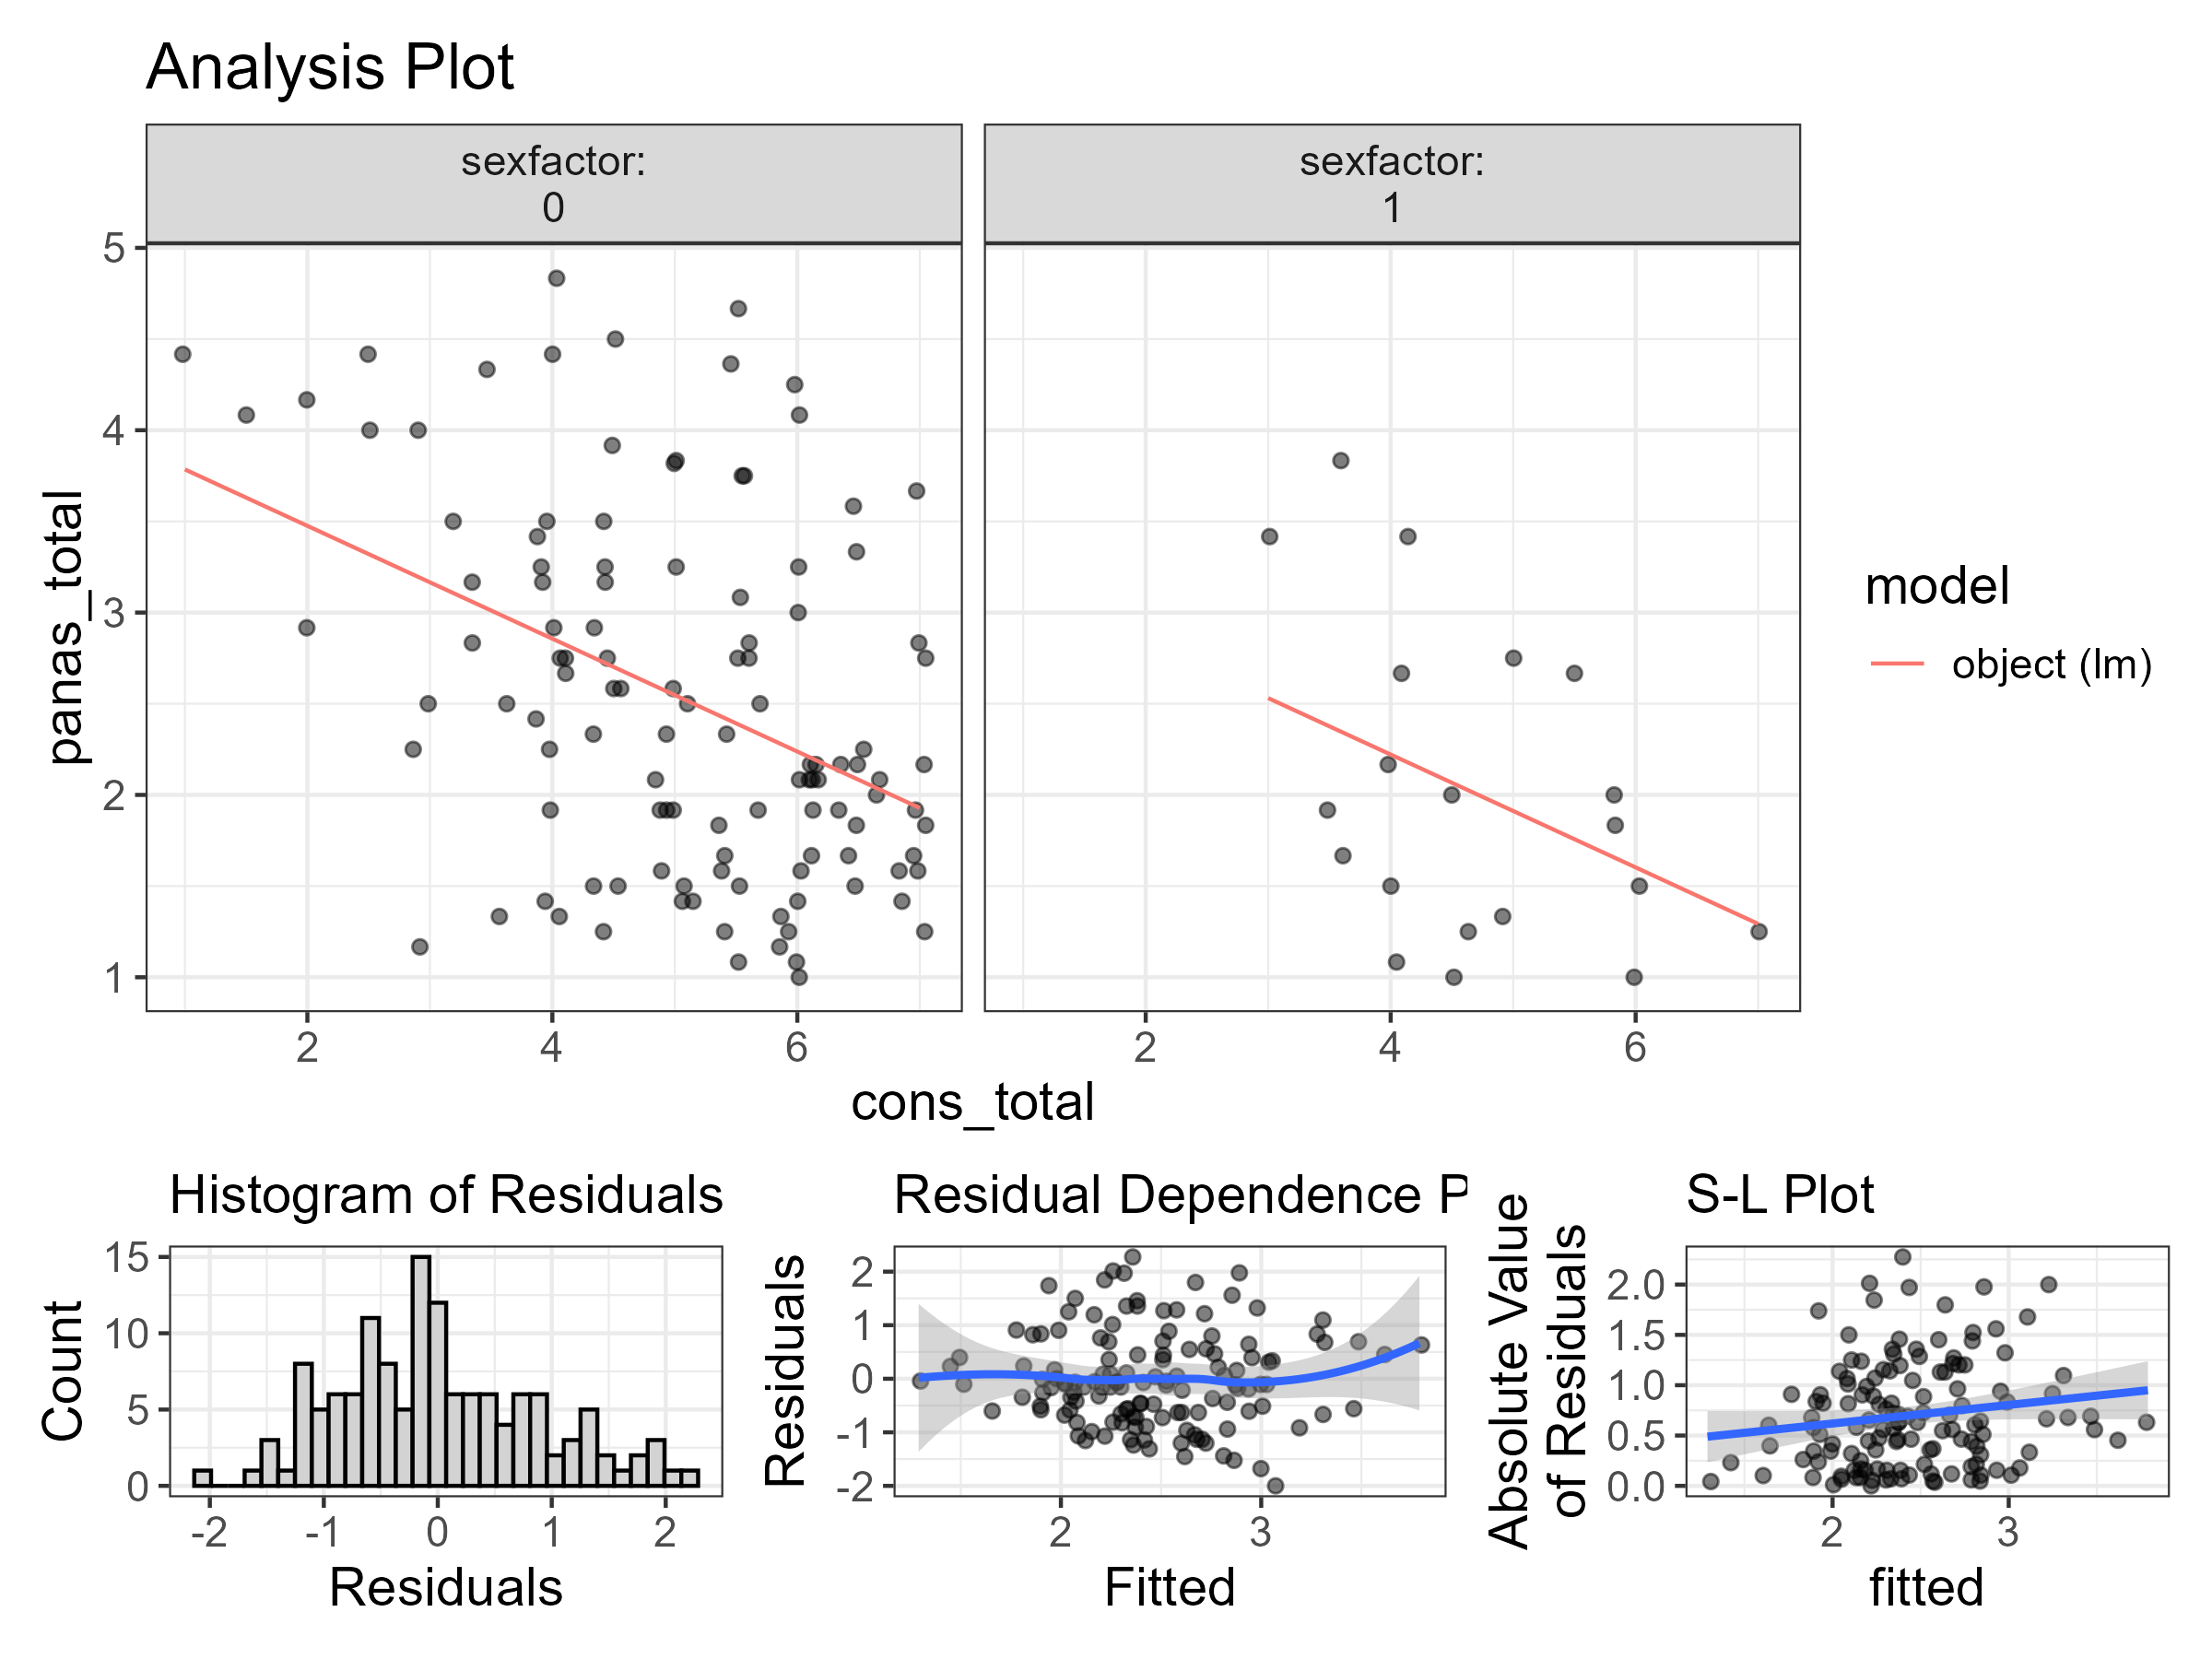 Analysis Plot
sexfactor:
0
sexfactor:
1
5
4
3
2
1
panas_total
2
4
6
2
4
6
cons_total
model
object (lm)
Histogram of Residuals
15
10
5
0
Count
-2
-1
0
1
2
Residuals
Residual Dependence P
2
1
0
-1
-2
Residuals
2
3
Fitted
S-L Plot
Absolute Value
of Residuals
2.0
1.5
1.0
0.5
0.0
2
3
fitted